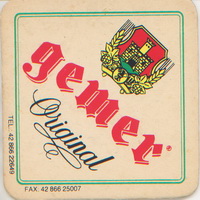 gemer®
Original
TEL.: 42 866 22649
FAX: 42 866 25007